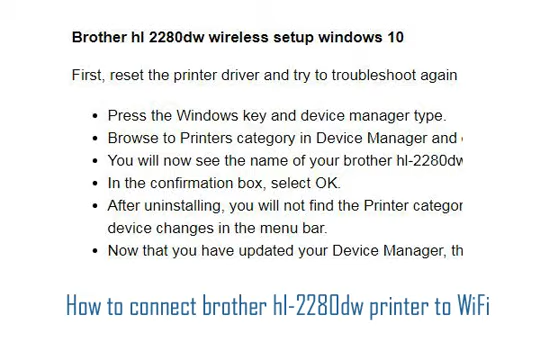 Brother hl 2280dw wireless setup windows 10
First, reset the printer driver and try to troubleshoot again
• Press the Windows key and device manager type.
• Browse to Printers category in Device Manager and
• You will now see the name of your brother hl-2280dw
• In the confirmation box, select OK.
• After uninstalling, you will not find the Printer categor
device changes in the menu bar.
• Now that you have updated your Device Manager, th
How to connect brother hl-2280dw printer to WiFi